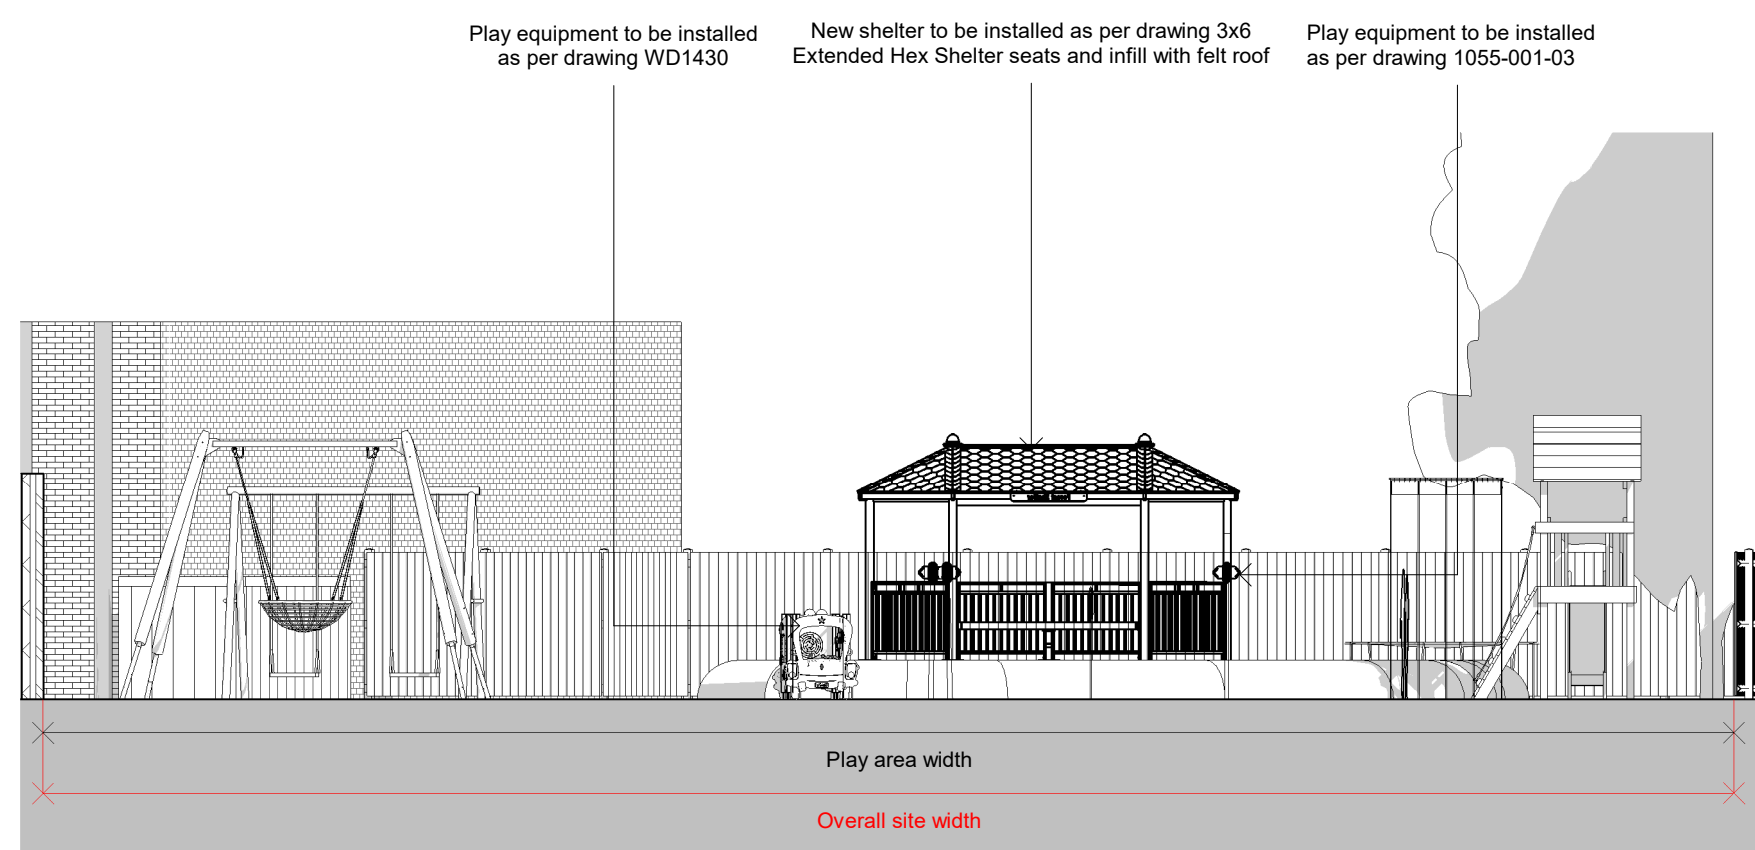 Play equipment to be installed
as per drawing WD1430
New shelter to be installed as per drawing 3x6
Extended Hex Shelter seats and infill with felt roof
Play equipment to be installed
as per drawing 1055-001-03
Play area width
Overall site width